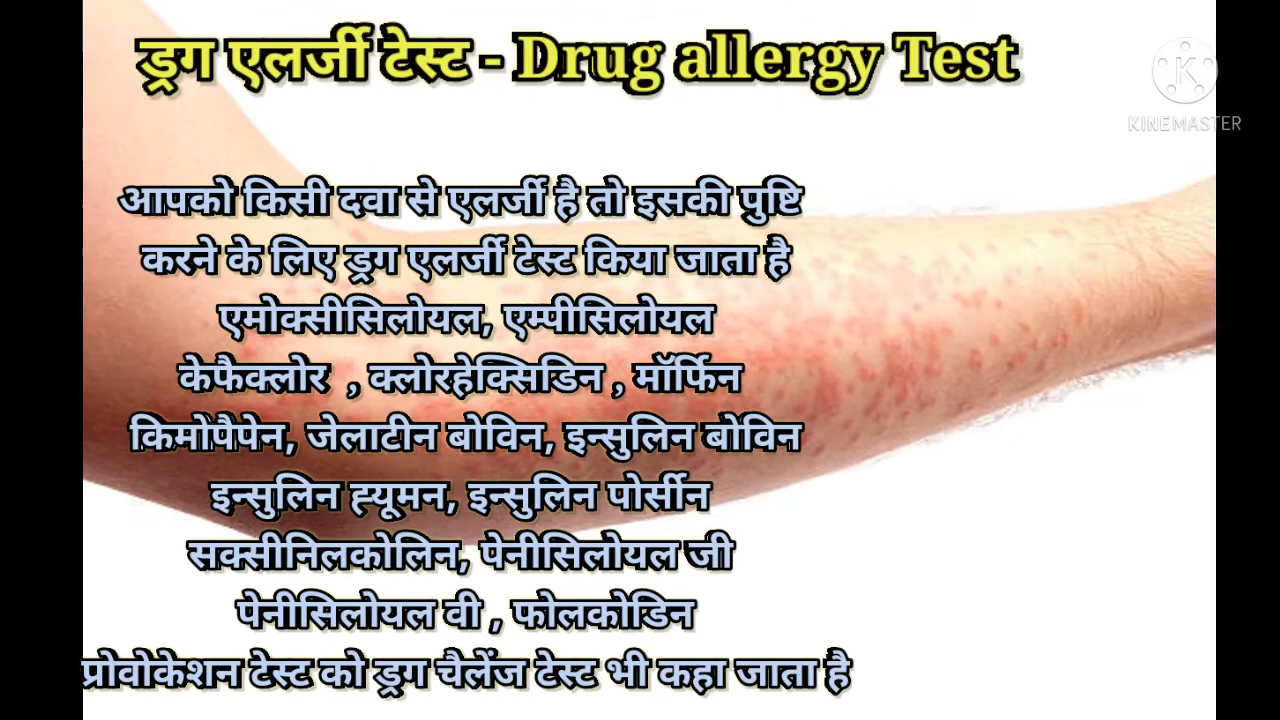 ड्रग एलर्जी टेस्ट - Drug allergy Test
KINEMASTER
आपको किसी दवा से एलर्जी है तो इसकी पुष्टि
करने के लिए ड्रग एलर्जी टेस्ट किया जाता है
एमोक्सीसिलोयल, एम्पीसिलोयल
केफैक्लोर , क्लोरहेक्सिडिन , मॉर्फिन
किमोपैपेन, जेलाटीन बोविन, इन्सुलिन बोविन
इन्सुलिन ह्यूमन, इन्सुलिन पोर्सीन
सक्सीनिलकोलिन, पेनीसिलोयल जी
पेनीसिलोयल वी , फोलकोडिन
प्रोवोकेशन टेस्ट को ड्रग चैलेंज टेस्ट भी कहा जाता है